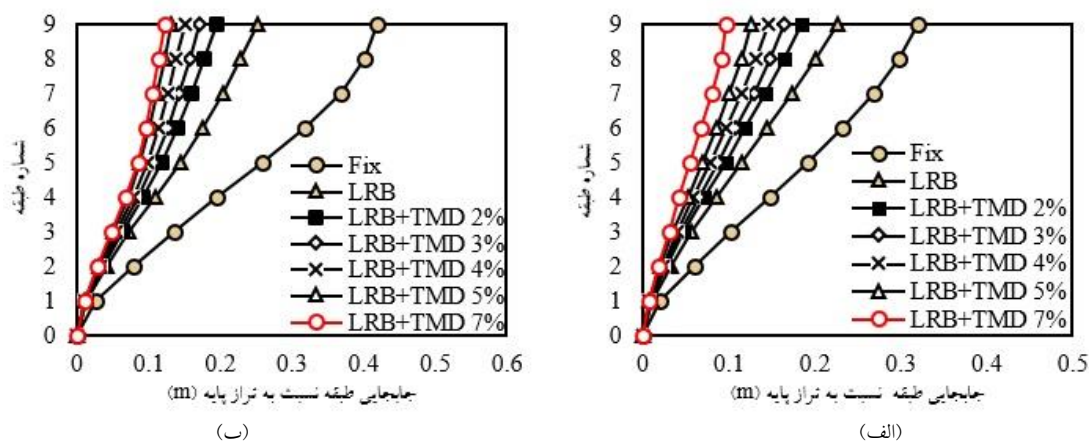 9
8
7
6
5
4
3
2
1
0
شماره طبقه
Fix
LRB
LRB+TMD 2%
LRB+TMD 3%
LRB+TMD 4%
LRB+TMD 5%
LRB+TMD 7%
0 0.1 0.2 0.3 0.4 0.5
جابجایی طبقه نسبت به تراز پایه (m)
(الف)
9
8
7
6
5
4
3
2
1
0
شماره طبقه
Fix
LRB
LRB+TMD 2%
LRB+TMD 3%
LRB+TMD 4%
LRB+TMD 5%
LRB+TMD 7%
0 0.1 0.2 0.3 0.4 0.5 0.6
جابجایی طبقه نسبت به تراز پایه (m)
(ب)